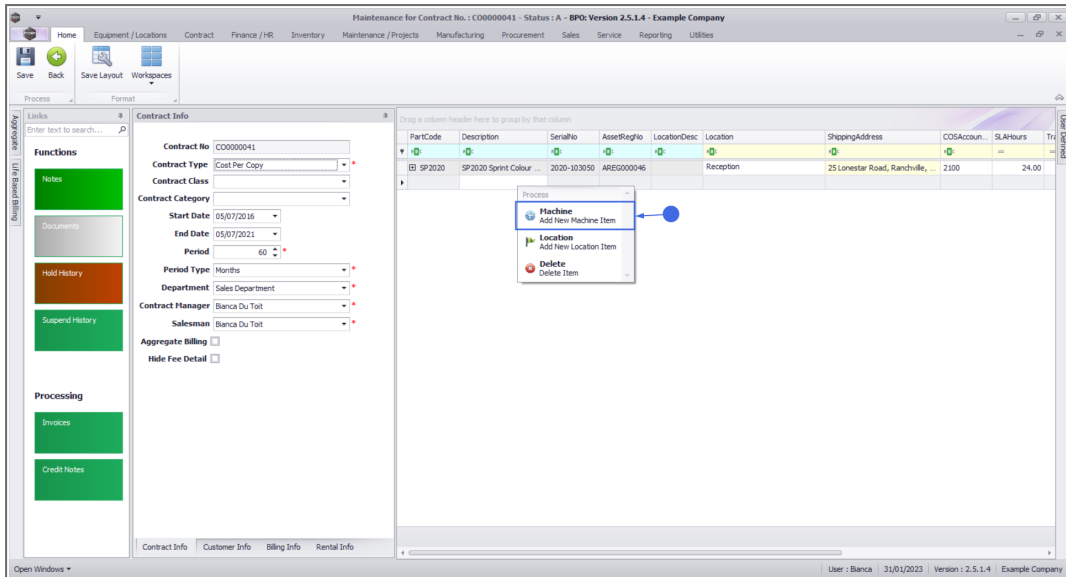 Maintenance for Contract No. : CO0000041 - Status : A - BPO: Version 2.5.1.4 - Example Company
Home Equipment / Locations Contract Finance / HR Inventory Maintenance / Projects Manufacturing Procurement Sales Service Reporting Utilities
Save Back Save Layout Workspaces
Process Format
Aggregate
Life Based Billing
Links
Enter text to search...
Functions
Notes
Documents
Hold History
Suspend History
Processing
Invoices
Credit Notes
Contract Info
Contract No CO0000041
Contract Type Cost Per Copy *
Contract Class
Contract Category
Start Date 05/07/2016
End Date 05/07/2021
Period 60 *
Period Type Months *
Department Sales Department *
Contract Manager Bianca Du Toit *
Salesman Bianca Du Toit *
Aggregate Billing
Hide Fee Detail
Contract Info Customer Info Billing Info Rental Info
Drag a column header here to group by that column
PartCode Description SerialNo AssetRegNo LocationDesc Location ShippingAddress COSAccoun... SLAHours Tra
SP2020 SP2020 Sprint Colour ... 2020-103050 AREG000046 Reception 25 Lonestar Road, Ranchville, ... 2100 24.00
Process
Machine
Add New Machine Item
Location
Add New Location Item
Delete
Delete Item
User Defined
Open Windows
User : Bianca 31/01/2023 Version : 2.5.1.4 Example Company